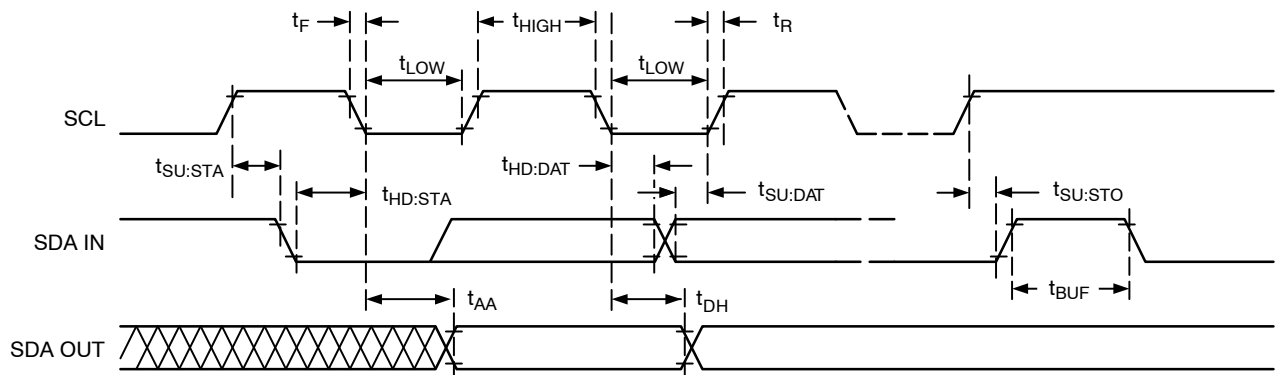 tF
tHIGH
tR
tLOW
tLOW
SCL
tSU:STA
tHD:DAT
tHD:STA
tSU:DAT
tSU:STO
SDA IN
tAA
tDH
tBUF
SDA OUT